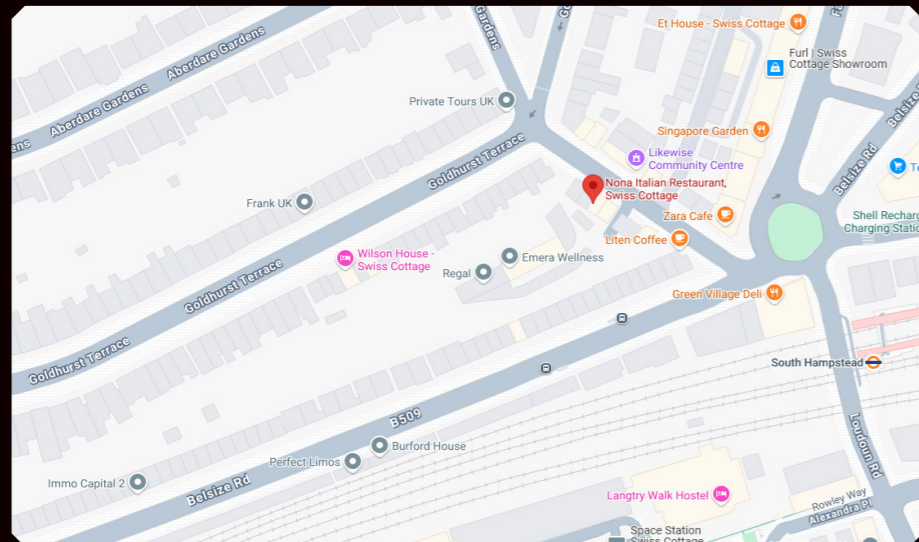 Et House - Swiss Cottage
Gardens
Furl | Swiss
Cottage Showroom
Aberdare Gardens
Aberdare Gardens
Private Tours UK
Singapore Garden
Belsize Rd
Likewise
Community Centre
Goldhurst Terrace
Nona Italian Restaurant,
Swiss Cottage
Frank UK
Zara Cafe
Shell Recharg
Charging Statio
Liten Coffee
Wilson House -
Swiss Cottage
Emera Wellness
Regal
Goldhurst Terrace
Green Village Deli
Goldhurst Terrace
South Hampstead
B509
Loudoun Rd
Burford House
Perfect Limos
Immo Capital 2
Belsize Rd
Langtry Walk Hostel
Rowley Way
Alexandra Pl
Space Station
Swiss Cottage